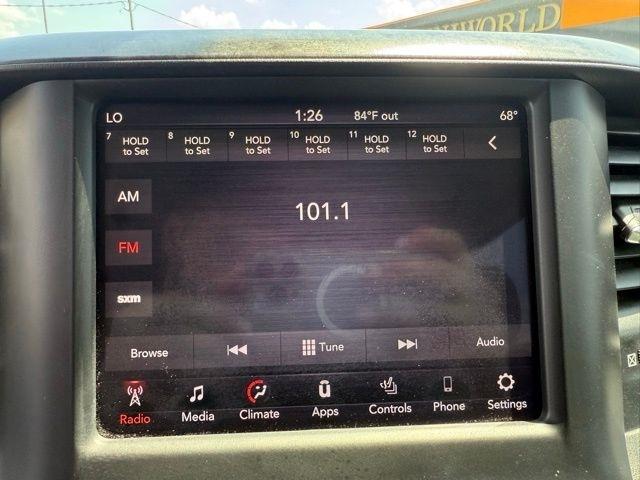 WORLD
LO 1:26 84°F out 68°
7 HOLD to Set 8 HOLD to Set 9 HOLD to Set 10 HOLD to Set 11 HOLD to Set 12 HOLD to Set
AM
101.1
FM
sxm
Browse Tune Audio
Radio Media Climate Apps Controls Phone Settings